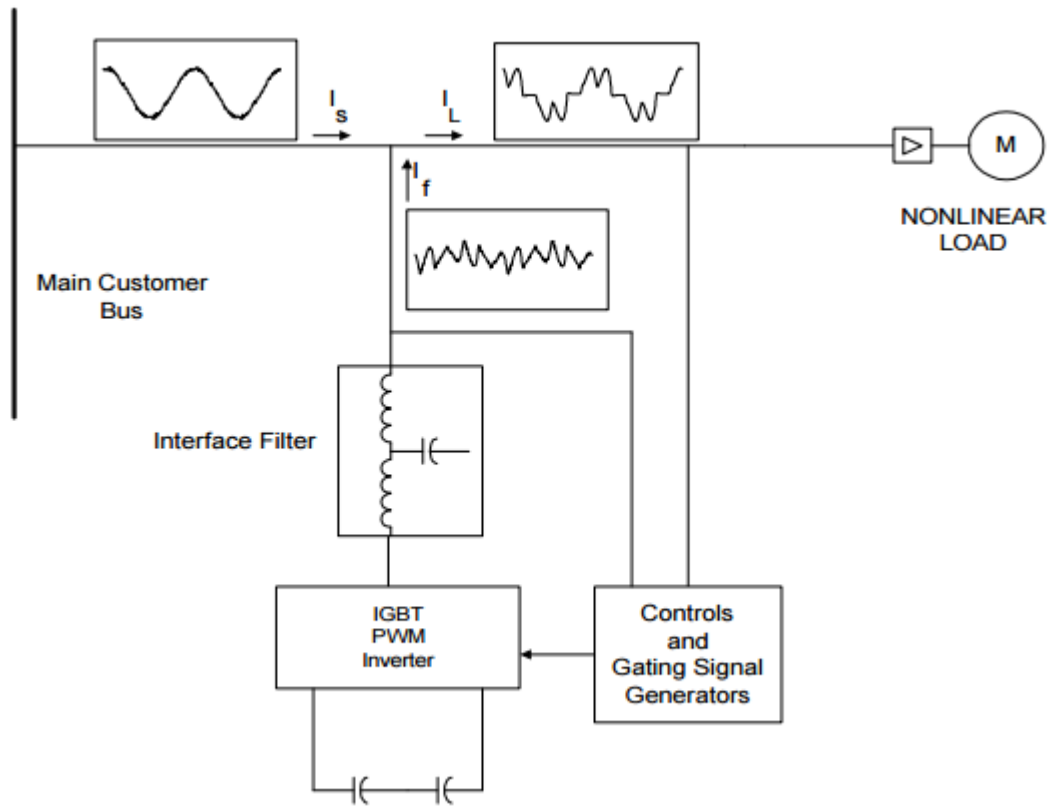 I
s
I
L
I
f
M
NONLINEAR
LOAD
Main Customer
Bus
Interface Filter
IGBT
PWM
Inverter
Controls
and
Gating Signal
Generators